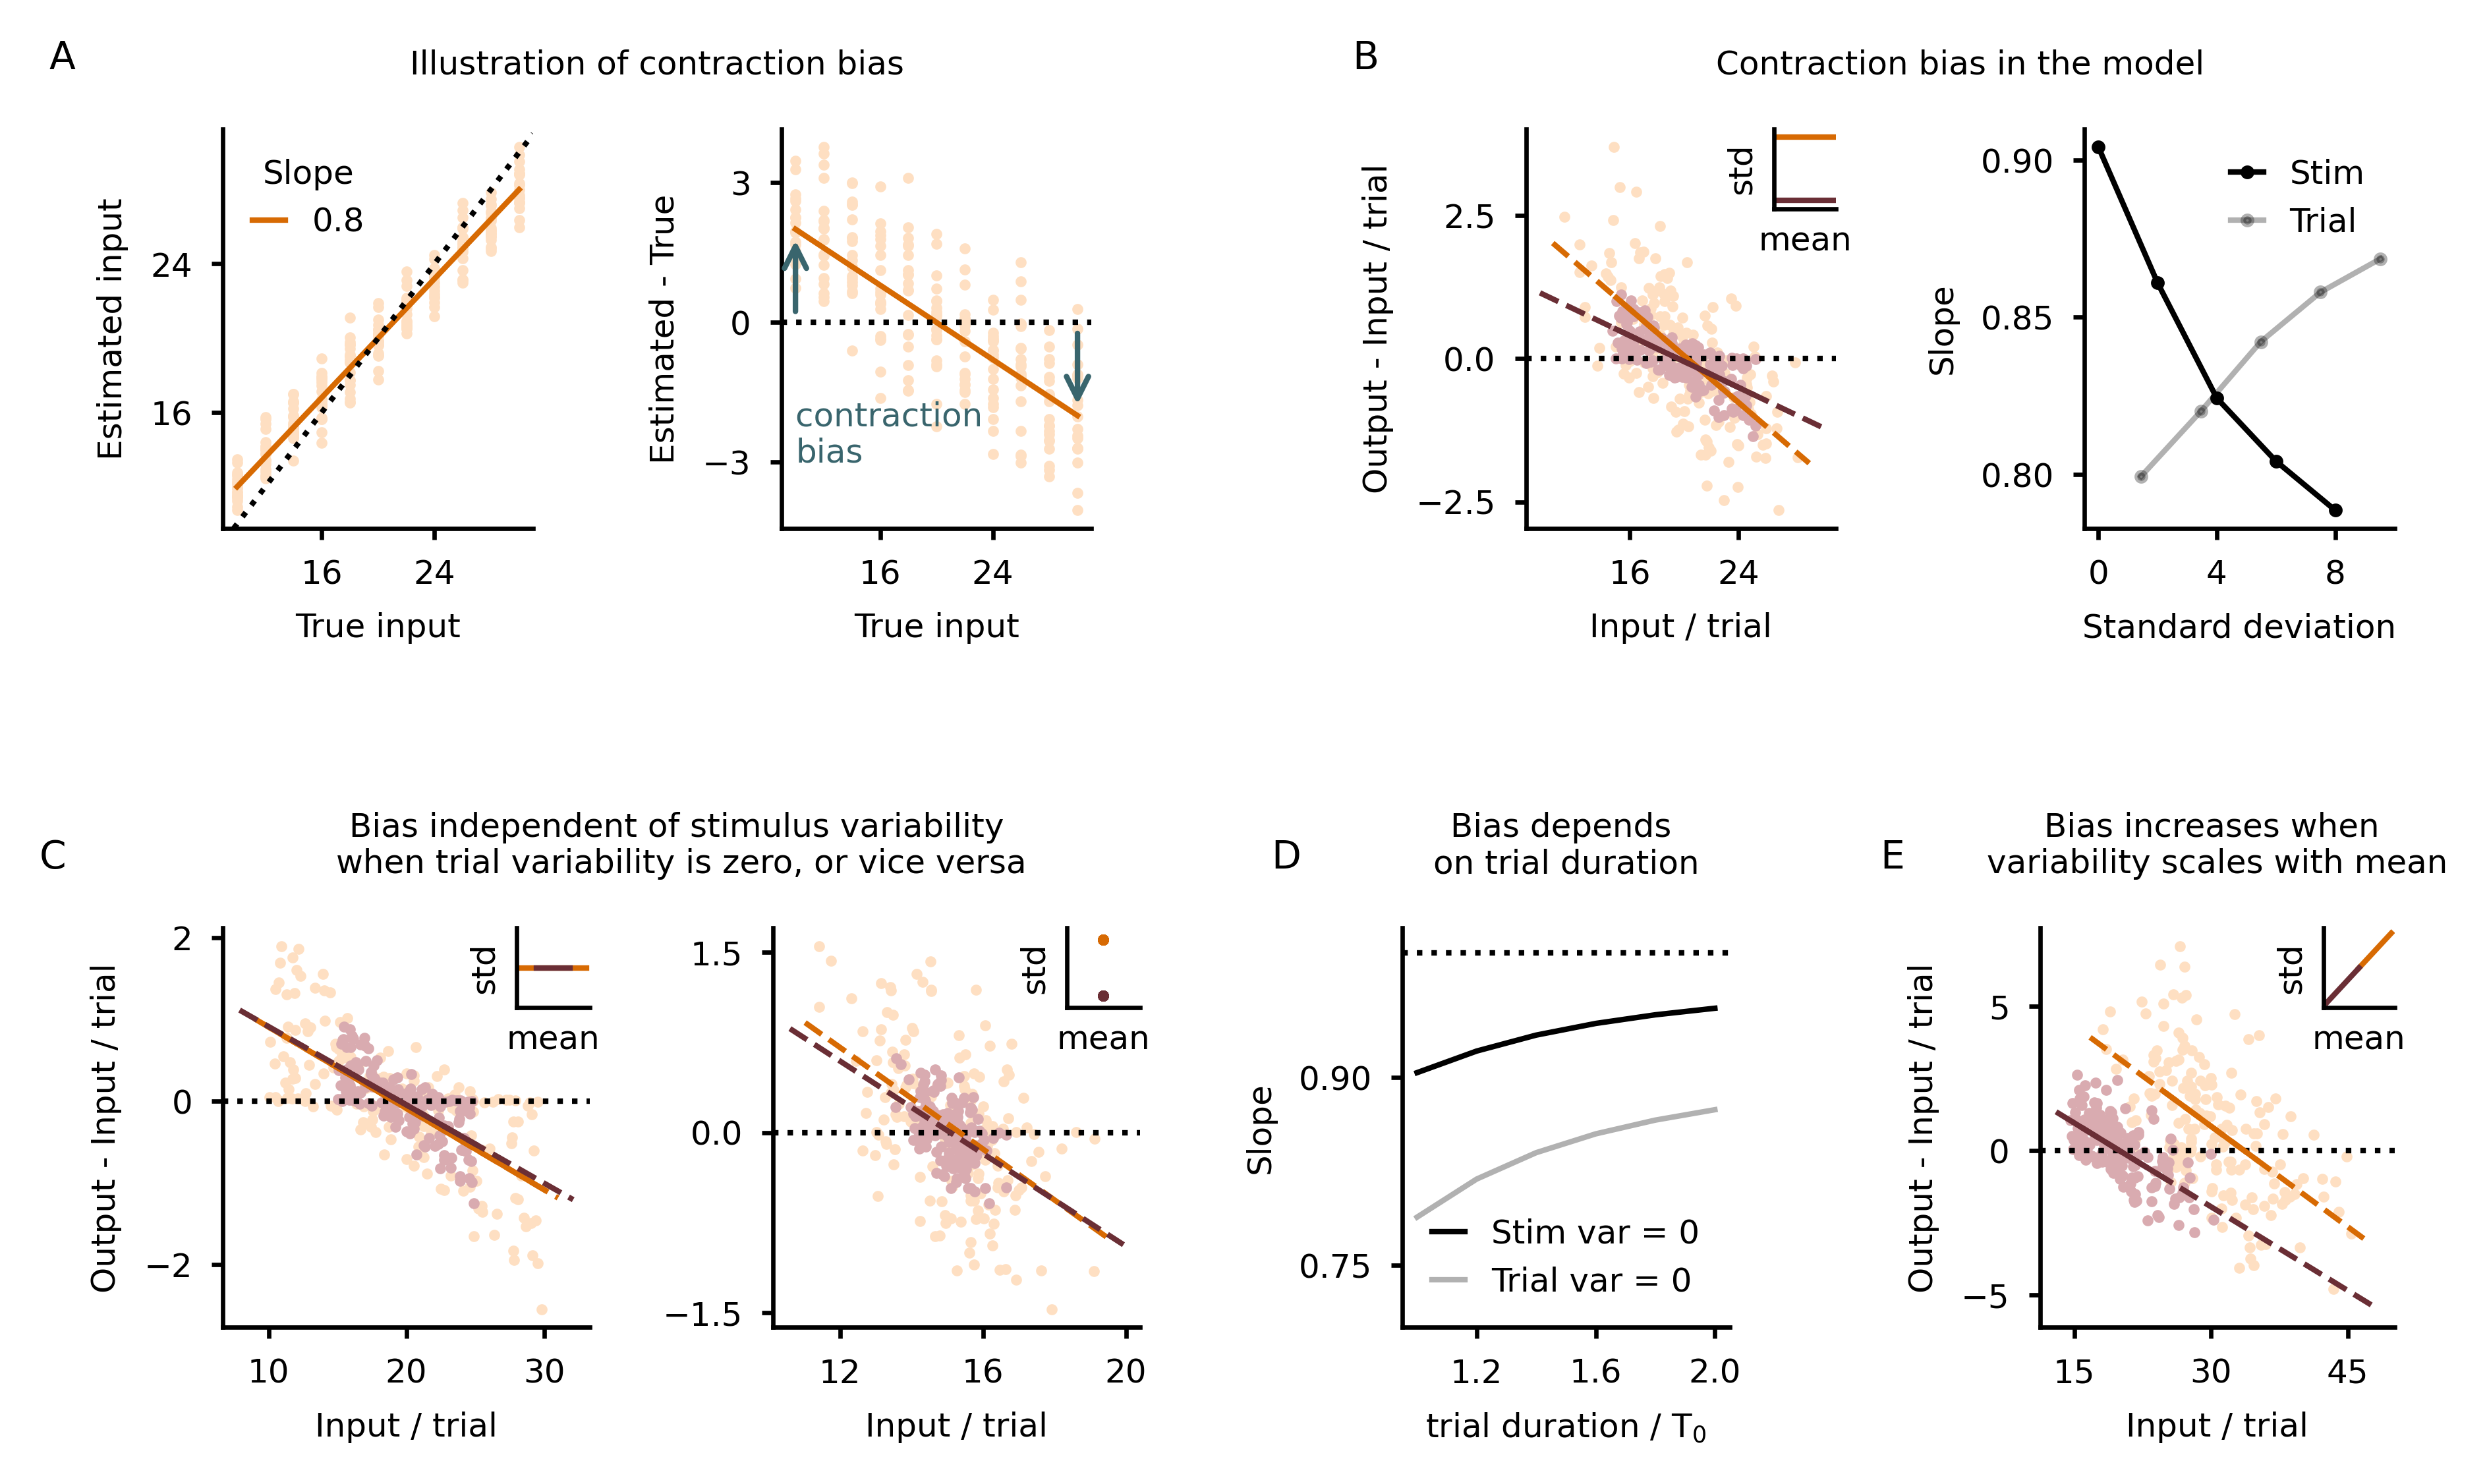 A
Illustration of contraction bias
Slope
0.8
Estimated input
24
16
16
24
True input
Estimated - True
3
0
−3
contraction
bias
16
24
True input
B
Contraction bias in the model
Output - Input / trial
2.5
0.0
−2.5
std
mean
16
24
Input / trial
Slope
0.90
0.85
0.80
Stim
Trial
0
4
8
Standard deviation
C
Bias independent of stimulus variability
when trial variability is zero, or vice versa
Output - Input / trial
2
0
−2
std
mean
10
20
30
Input / trial
1.5
0.0
−1.5
std
mean
12
16
20
Input / trial
D
Bias depends
on trial duration
Slope
0.90
0.75
Stim var = 0
Trial var = 0
1.2
1.6
2.0
trial duration / T₀
E
Bias increases when
variability scales with mean
Output - Input / trial
5
0
−5
std
mean
15
30
45
Input / trial